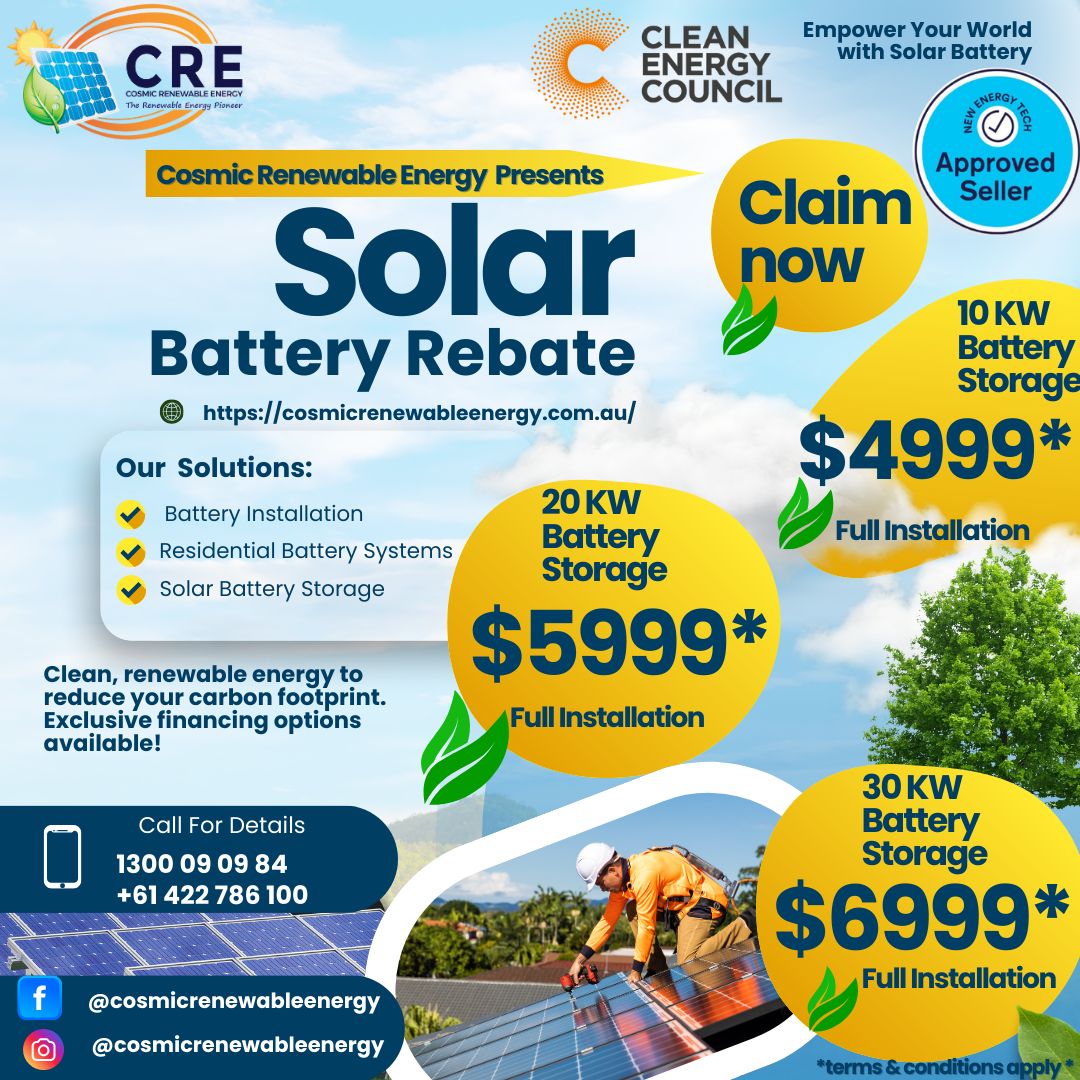 CRE
COSMIC RENEWABLE ENERGY
The Renewable Energy Pioneer
CLEAN
ENERGY
COUNCIL
Empower Your World
with Solar Battery
NEW ENERGY TECH
Approved
Seller
Cosmic Renewable Energy Presents
Solar
Battery Rebate
https://cosmicrenewableenergy.com.au/
Claim
now
10 KW
Battery
Storage
$4999*
Full Installation
Our Solutions:
Battery Installation
Residential Battery Systems
Solar Battery Storage
20 KW
Battery
Storage
$5999*
Full Installation
Clean, renewable energy to
reduce your carbon footprint.
Exclusive financing options
available!
30 KW
Battery
Storage
$6999*
Full Installation
Call For Details
1300 09 09 84
+61 422 786 100
@cosmicrenewableenergy
@cosmicrenewableenergy
*terms & conditions apply *